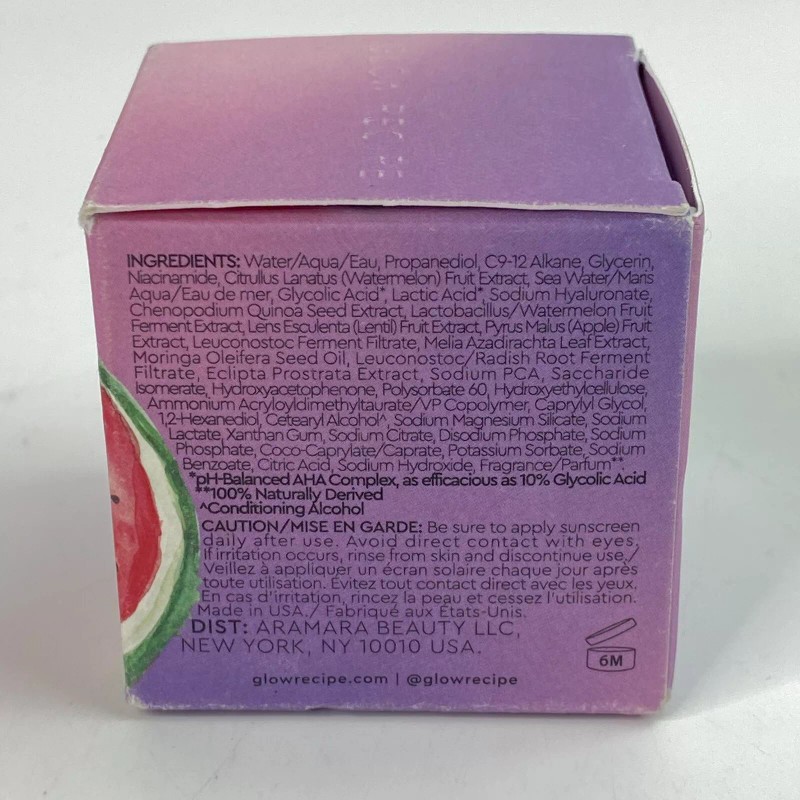 INGREDIENTS: Water/Aqua/Eau, Propanediol, C9-12 Alkane, Glycerin,
Niacinamide, Citrullus Lanatus (Watermelon) Fruit Extract, Sea Water/Maris
Aqua/Eau de mer, Glycolic Acid*, Lactic Acid*, Sodium Hyaluronate,
Chenopodium Quinoa Seed Extract, Lactobacillus/Watermelon Fruit
Ferment Extract, Lens Esculenta (Lentil) Fruit Extract, Pyrus Malus (Apple) Fruit
Extract, Leuconostoc Ferment Filtrate, Melia Azadirachta Leaf Extract,
Moringa Oleifera Seed Oil, Leuconostoc/Radish Root Ferment
Filtrate, Eclipta Prostrata Extract, Sodium PCA, Saccharide
Isomerate, Hydroxyacetophenone, Polysorbate 60, Hydroxyethylcellulose,
Ammonium Acryloyldimethyltaurate/VP Copolymer, Caprylyl Glycol,
1,2-Hexanediol, Cetearyl Alcohol^, Sodium Magnesium Silicate, Sodium
Lactate, Xanthan Gum, Sodium Citrate, Disodium Phosphate, Sodium
Phosphate, Coco-Caprylate/Caprate, Potassium Sorbate, Sodium
Benzoate, Citric Acid, Sodium Hydroxide, Fragrance/Parfum**.
*pH-Balanced AHA Complex, as efficacious as 10% Glycolic Acid
**100% Naturally Derived
^Conditioning Alcohol
CAUTION/MISE EN GARDE: Be sure to apply sunscreen
daily after use. Avoid direct contact with eyes.
If irritation occurs, rinse from skin and discontinue use./
Veillez à appliquer un écran solaire chaque jour après
toute utilisation. Évitez tout contact direct avec les yeux.
En cas d'irritation, rincez la peau et cessez l'utilisation.
Made in USA./ Fabriqué aux États-Unis.
DIST: ARAMARA BEAUTY LLC,
NEW YORK, NY 10010 USA.
6M
glowrecipe.com | @glowrecipe